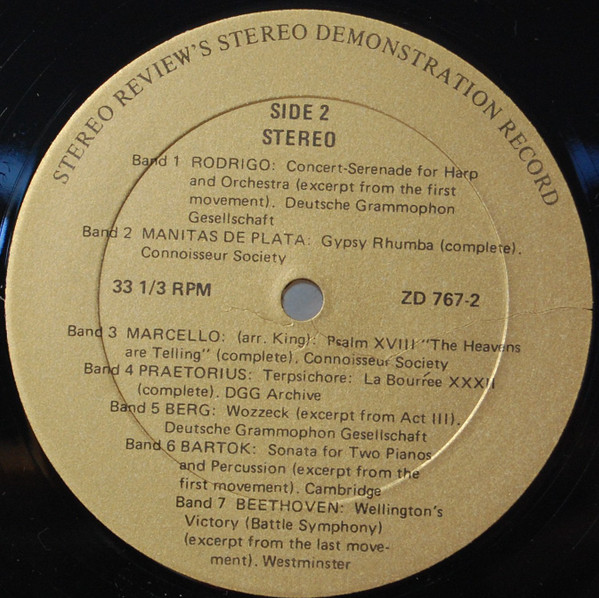 STEREO REVIEW'S STEREO DEMONSTRATION RECORD
SIDE 2
STEREO
Band 1 RODRIGO: Concert-Serenade for Harp
and Orchestra (excerpt from the first
movement). Deutsche Grammophon
Gesellschaft
Band 2 MANITAS DE PLATA: Gypsy Rhumba (complete).
Connoisseur Society
33 1/3 RPM
ZD 767-2
Band 3 MARCELLO: (arr. King): Psalm XVIII "The Heavens
are Telling" (complete). Connoisseur Society
Band 4 PRAETORIUS: Terpsichore: La Bourrée XXXII
(complete). DGG Archive
Band 5 BERG: Wozzeck (excerpt from Act III).
Deutsche Grammophon Gesellschaft
Band 6 BARTOK: Sonata for Two Pianos
and Percussion (excerpt from the
first movement). Cambridge
Band 7 BEETHOVEN: Wellington's
Victory (Battle Symphony)
(excerpt from the last move-
ment). Westminster